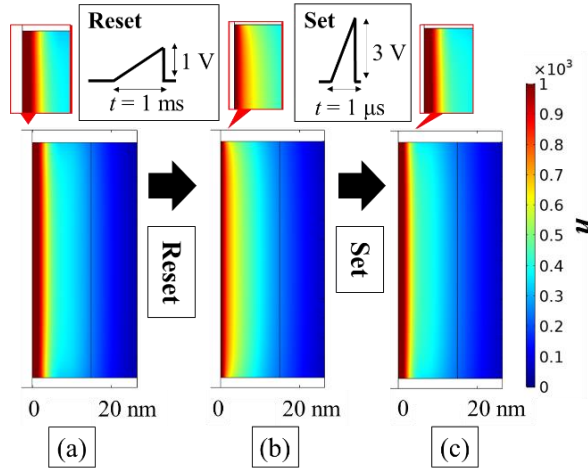 Reset
1 V
t = 1 ms
Set
3 V
t = 1 μs
×10³
1
0.9
0.8
0.7
0.6
0.5
0.4
0.3
0.2
0.1
0
n
Reset
Set
0 20 nm
0 20 nm
0 20 nm
(a)
(b)
(c)